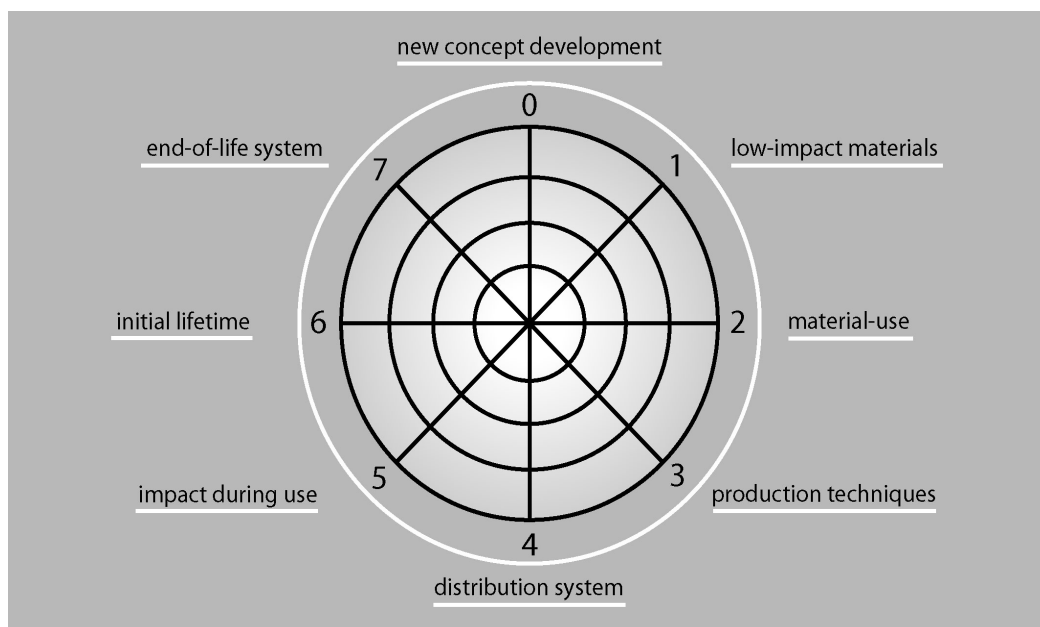 new concept development
0
end-of-life system
7
1
low-impact materials
initial lifetime
6
2
material-use
impact during use
5
3
production techniques
4
distribution system